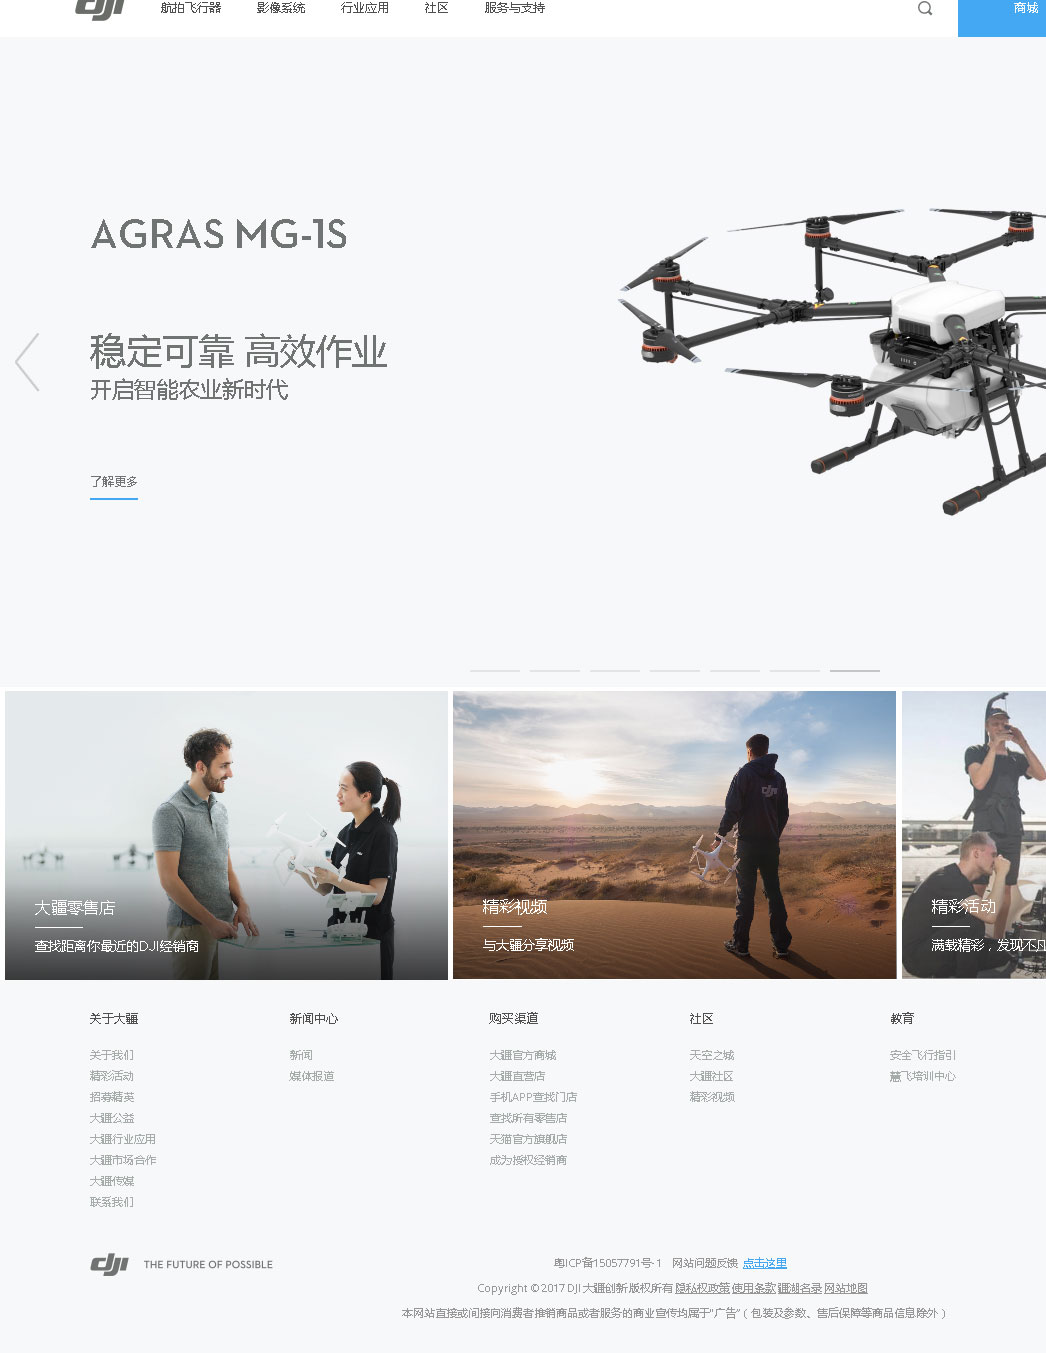 dji 航拍飞行器 影像系统 行业应用 社区 服务与支持 商城
AGRAS MG-1S
稳定可靠 高效作业
开启智能农业新时代
了解更多
大疆零售店
查找距离你最近的DJI经销商
精彩视频
与大疆分享视频
精彩活动
满载精彩，发现不凡
关于大疆
关于我们
精彩活动
招募精英
大疆公益
大疆行业应用
大疆市场合作
大疆传媒
联系我们
新闻中心
新闻
媒体报道
购买渠道
大疆官方商城
大疆直营店
手机APP查找门店
查找所有零售店
天猫官方旗舰店
成为授权经销商
社区
天空之城
大疆社区
精彩视频
教育
安全飞行指引
慧飞培训中心
dji THE FUTURE OF POSSIBLE
粤ICP备15057791号-1 网站问题反馈 点击这里
Copyright © 2017 DJI 大疆创新 版权所有 隐私权政策 使用条款 疆湖名录 网站地图
本网站直接或间接向消费者推销商品或者服务的商业宣传均属于“广告”（包装及参数、售后保障等商品信息除外）